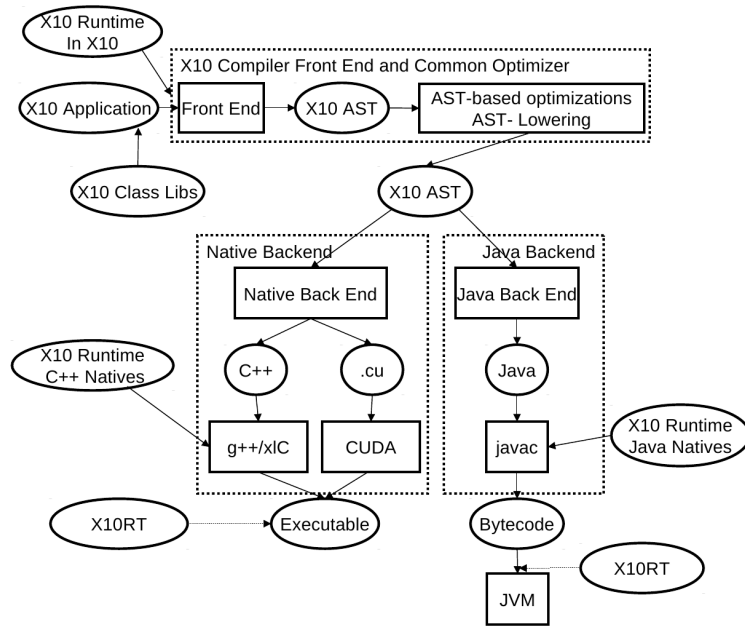 X10 Runtime
In X10
X10 Compiler Front End and Common Optimizer
X10 Application
Front End
X10 AST
AST-based optimizations
AST- Lowering
X10 Class Libs
X10 AST
Native Backend
Java Backend
Native Back End
Java Back End
X10 Runtime
C++ Natives
C++
.cu
Java
X10 Runtime
Java Natives
g++/xlC
CUDA
javac
X10RT
Executable
Bytecode
X10RT
JVM